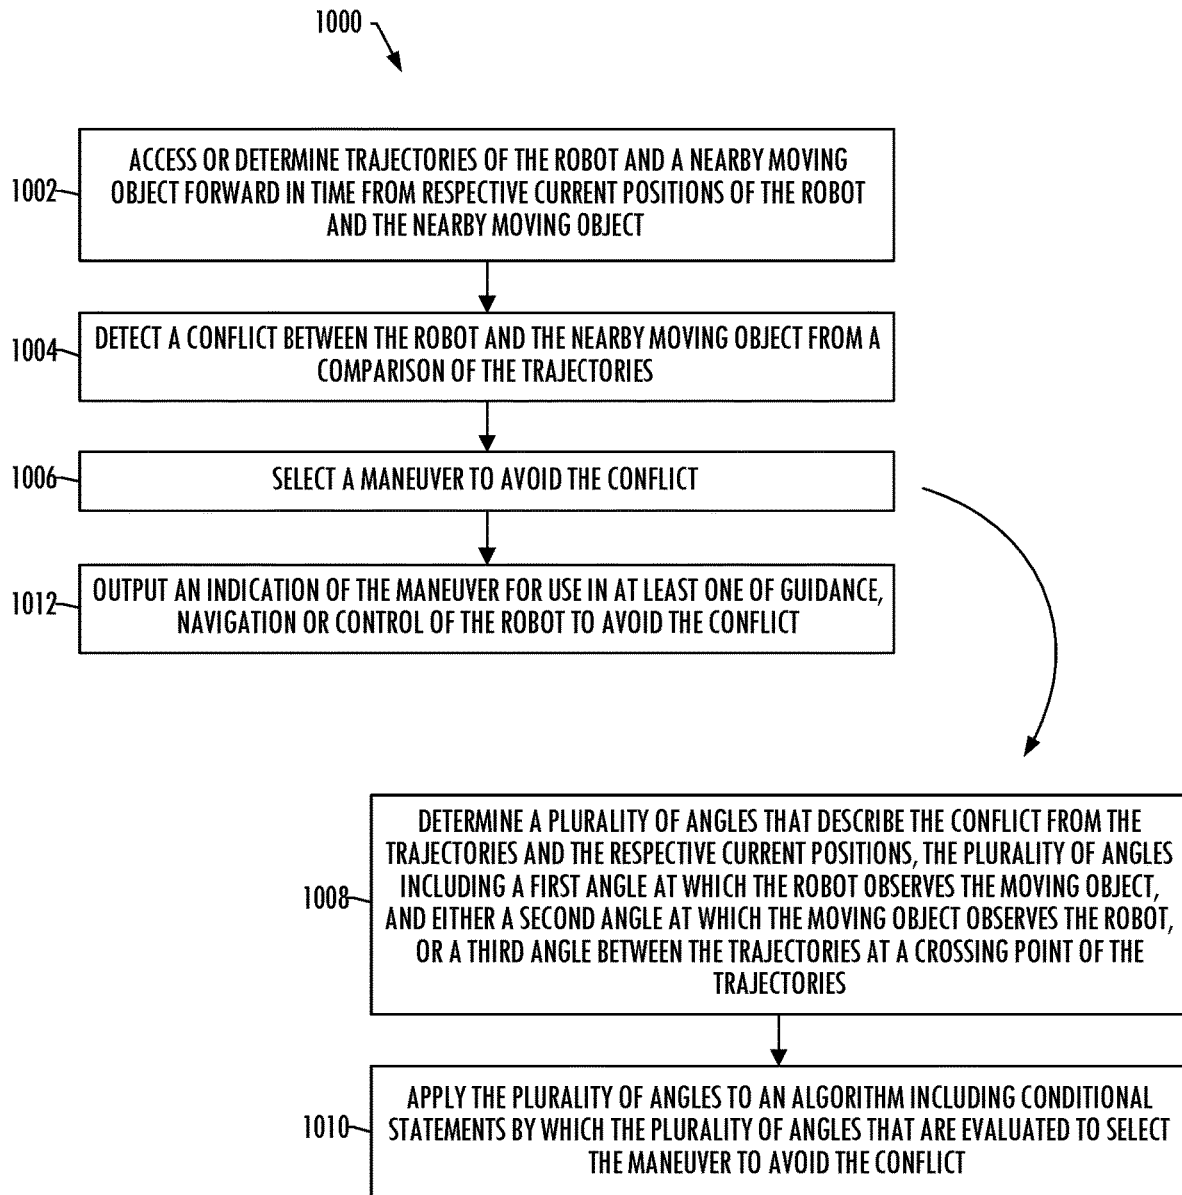 1000
1002
ACCESS OR DETERMINE TRAJECTORIES OF THE ROBOT AND A NEARBY MOVING
OBJECT FORWARD IN TIME FROM RESPECTIVE CURRENT POSITIONS OF THE ROBOT
AND THE NEARBY MOVING OBJECT
1004
DETECT A CONFLICT BETWEEN THE ROBOT AND THE NEARBY MOVING OBJECT FROM A
COMPARISON OF THE TRAJECTORIES
1006
SELECT A MANEUVER TO AVOID THE CONFLICT
1012
OUTPUT AN INDICATION OF THE MANEUVER FOR USE IN AT LEAST ONE OF GUIDANCE,
NAVIGATION OR CONTROL OF THE ROBOT TO AVOID THE CONFLICT
1008
DETERMINE A PLURALITY OF ANGLES THAT DESCRIBE THE CONFLICT FROM THE
TRAJECTORIES AND THE RESPECTIVE CURRENT POSITIONS, THE PLURALITY OF ANGLES
INCLUDING A FIRST ANGLE AT WHICH THE ROBOT OBSERVES THE MOVING OBJECT,
AND EITHER A SECOND ANGLE AT WHICH THE MOVING OBJECT OBSERVES THE ROBOT,
OR A THIRD ANGLE BETWEEN THE TRAJECTORIES AT A CROSSING POINT OF THE
TRAJECTORIES
1010
APPLY THE PLURALITY OF ANGLES TO AN ALGORITHM INCLUDING CONDITIONAL
STATEMENTS BY WHICH THE PLURALITY OF ANGLES THAT ARE EVALUATED TO SELECT
THE MANEUVER TO AVOID THE CONFLICT